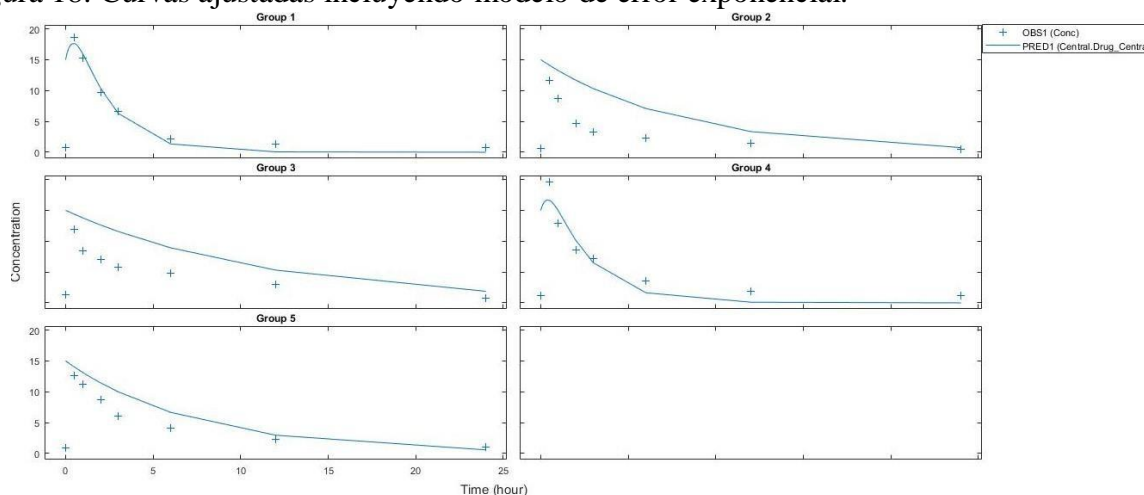 Curvas ajustadas incluyendo modelo de error exponencial.
Group 1
Group 2
OBS1 (Conc)
PRED1 (Central.Drug_Centra
20
15
10
5
0
Group 3
Group 4
Concentration
Group 5
20
15
10
5
0
0 5 10 15 20 25
Time (hour)